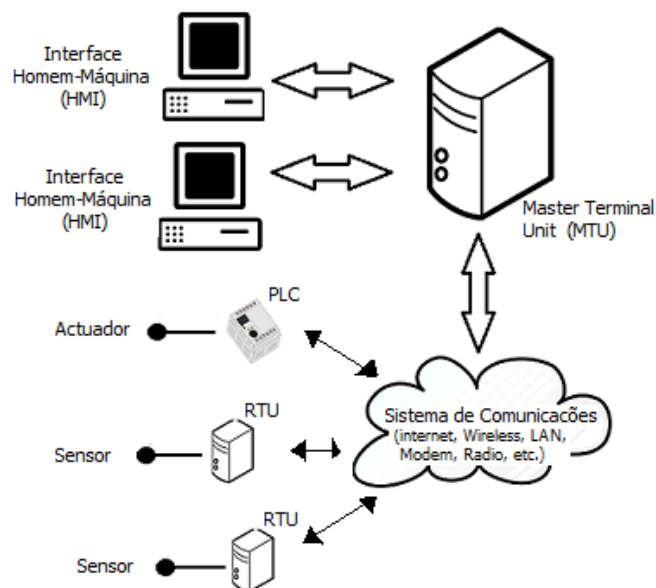 Interface
Homem-Máquina
(HMI)
Interface
Homem-Máquina
(HMI)
Master Terminal
Unit (MTU)
PLC
Actuador
Sistema de Comunicacões
(internet, Wireless, LAN,
Modem, Radio, etc.)
RTU
Sensor
RTU
Sensor